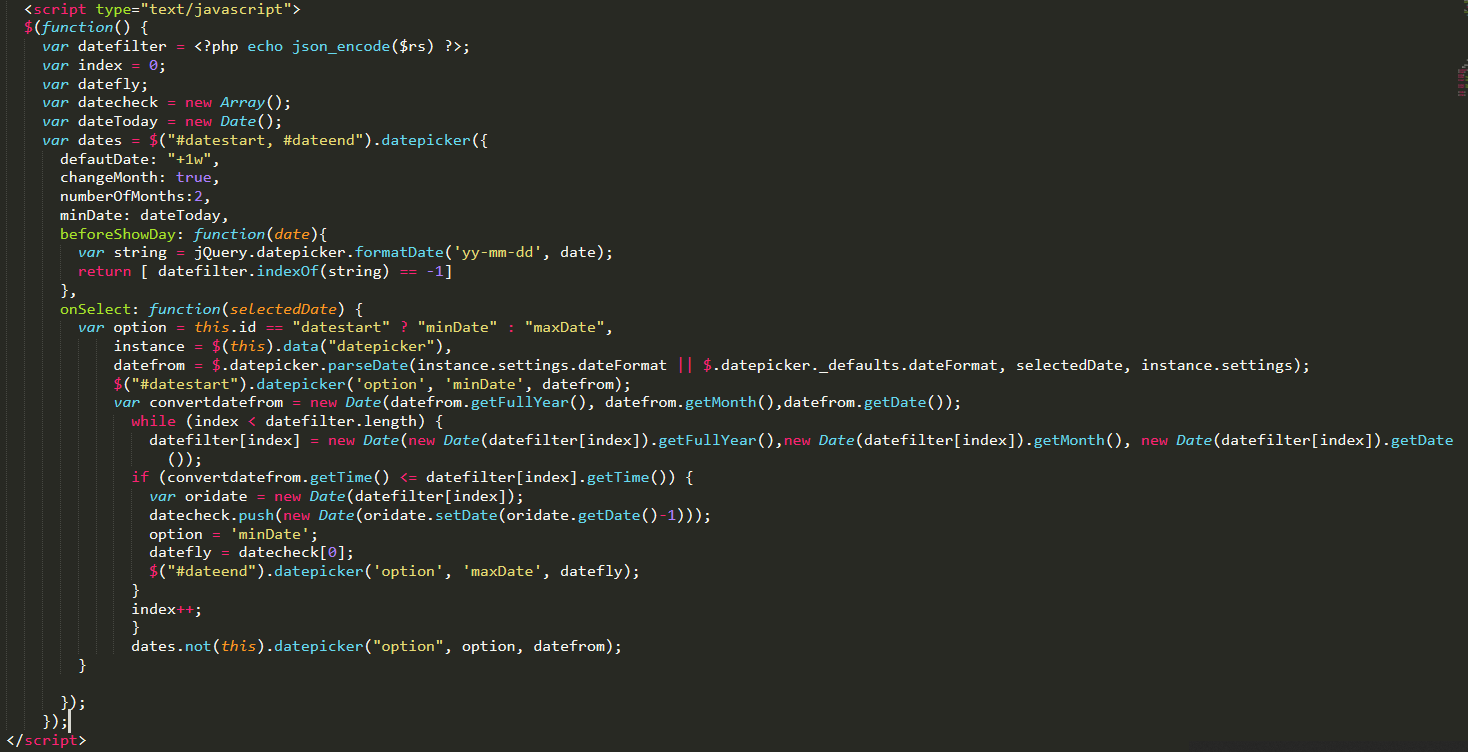 <script type="text/javascript">
$(function() {
var datefilter = <?php echo json_encode($rs) ?>;
var index = 0;
var datefly;
var datecheck = new Array();
var dateToday = new Date();
var dates = $("#datestart, #dateend").datepicker({
defautDate: "+1w",
changeMonth: true,
numberOfMonths:2,
minDate: dateToday,
beforeShowDay: function(date){
var string = jQuery.datepicker.formatDate('yy-mm-dd', date);
return [ datefilter.indexOf(string) == -1]
},
onSelect: function(selectedDate) {
var option = this.id == "datestart" ? "minDate" : "maxDate",
instance = $(this).data("datepicker"),
datefrom = $.datepicker.parseDate(instance.settings.dateFormat || $.datepicker._defaults.dateFormat, selectedDate, instance.settings);
$("#datestart").datepicker('option', 'minDate', datefrom);
var convertdatefrom = new Date(datefrom.getFullYear(), datefrom.getMonth(),datefrom.getDate());
while (index < datefilter.length) {
datefilter[index] = new Date(new Date(datefilter[index]).getFullYear(),new Date(datefilter[index]).getMonth(), new Date(datefilter[index]).getDate
());
if (convertdatefrom.getTime() <= datefilter[index].getTime()) {
var oridate = new Date(datefilter[index]);
datecheck.push(new Date(oridate.setDate(oridate.getDate()-1)));
option = 'minDate';
datefly = datecheck[0];
$("#dateend").datepicker('option', 'maxDate', datefly);
}
index++;
}
dates.not(this).datepicker("option", option, datefrom);
}
});
});
</script>